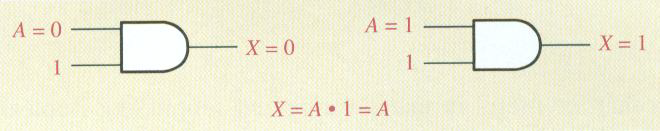 A = 0
1
X = 0
A = 1
1
X = 1
X = A • 1 = A